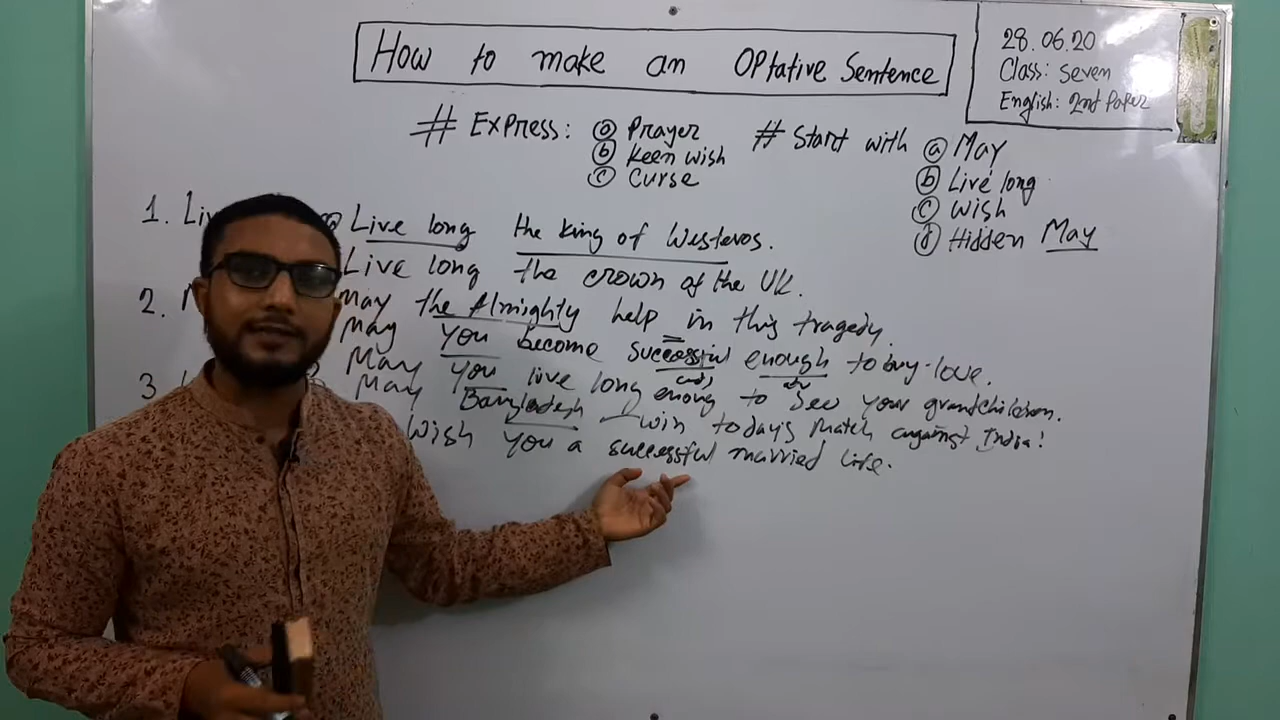 How to make an Optative Sentence
28.06.20
Class: Seven
English: 2nd Paper
# Express: (a) Prayer
(b) Keen wish
(c) Curse
# Start with (a) May
(b) Live long
(c) Wish
(d) Hidden May
1. Live long the king of Westeros.
Live long the crown of the UK.
2. May the Almighty help in this tragedy.
May you become successful enough to buy love.
May you live long enoug to see your grandchildren.
3 May Bangladesh win today's match against India!
Wish you a successful married life.